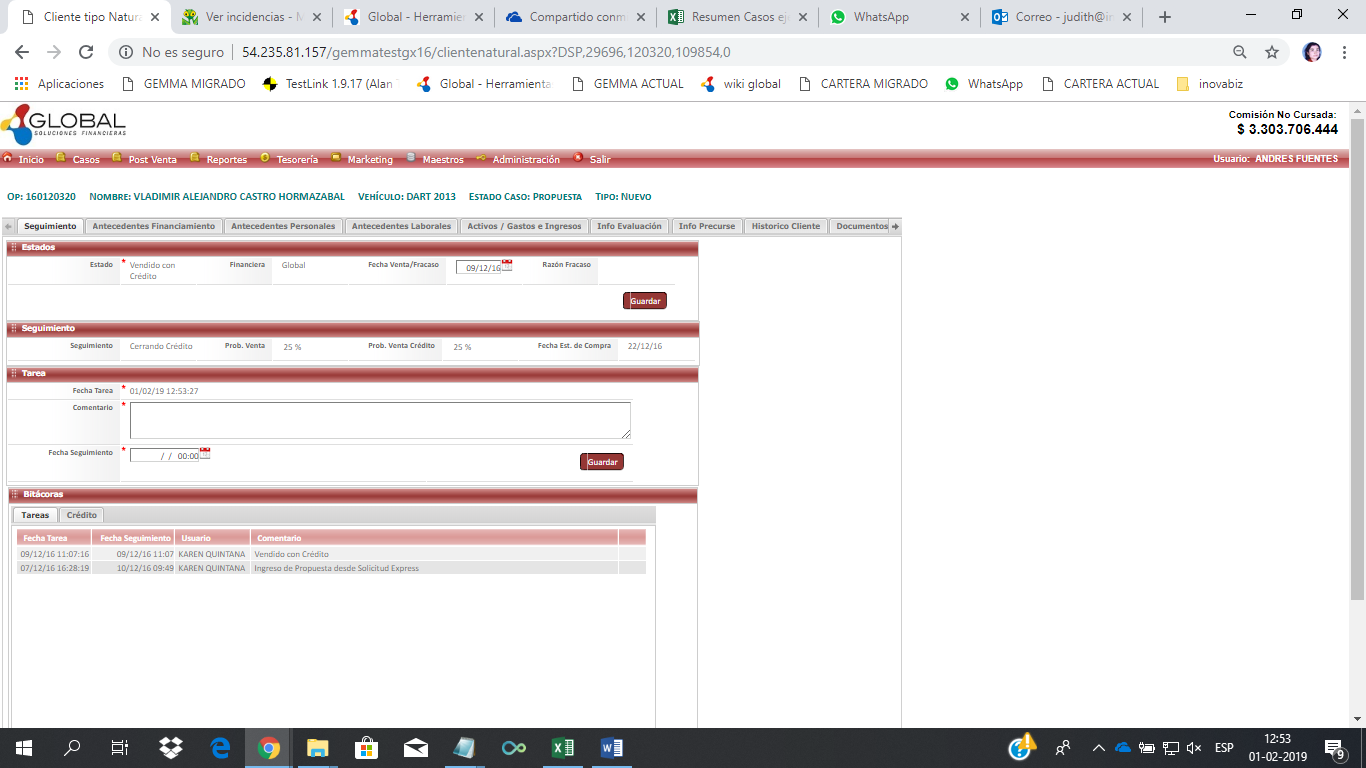 Cliente tipo Natura
Ver incidencias - M
Global - Herramien
Compartido conm
Resumen Casos eje
WhatsApp
Correo - judith@in
No es seguro | 54.235.81.157/gemmatestgx16/clientenatural.aspx?DSP,29696,120320,109854,0
Aplicaciones GEMMA MIGRADO TestLink 1.9.17 (Alan Global - Herramienta: GEMMA ACTUAL wiki global CARTERA MIGRADO WhatsApp CARTERA ACTUAL inovabiz
GLOBAL
SOLUCIONES FINANCIERAS
Comisión No Cursada:
$ 3.303.706.444
Inicio Casos Post Venta Reportes Tesorería Marketing Maestros Administración Salir Usuario: ANDRES FUENTES
OP: 160120320 NOMBRE: VLADIMIR ALEJANDRO CASTRO HORMAZABAL VEHÍCULO: DART 2013 ESTADO CASO: PROPUESTA TIPO: NUEVO
Seguimiento Antecedentes Financiamiento Antecedentes Personales Antecedentes Laborales Activos / Gastos e Ingresos Info Evaluación Info Precurse Historico Cliente Documentos
Estados
Estado * Vendido con Crédito Financiera Global Fecha Venta/Fracaso 09/12/16 Razón Fracaso
Guardar
Seguimiento
Seguimiento Cerrando Crédito Prob. Venta 25 % Prob. Venta Crédito 25 % Fecha Est. de Compra 22/12/16
Tarea
Fecha Tarea * 01/02/19 12:53:27
Comentario *
Fecha Seguimiento * / / 00:00
Guardar
Bitácoras
Tareas Crédito
Fecha Tarea Fecha Seguimiento Usuario Comentario
09/12/16 11:07:16 09/12/16 11:07 KAREN QUINTANA Vendido con Crédito
07/12/16 16:28:19 10/12/16 09:49 KAREN QUINTANA Ingreso de Propuesta desde Solicitud Express
ESP
12:53
01-02-2019
9